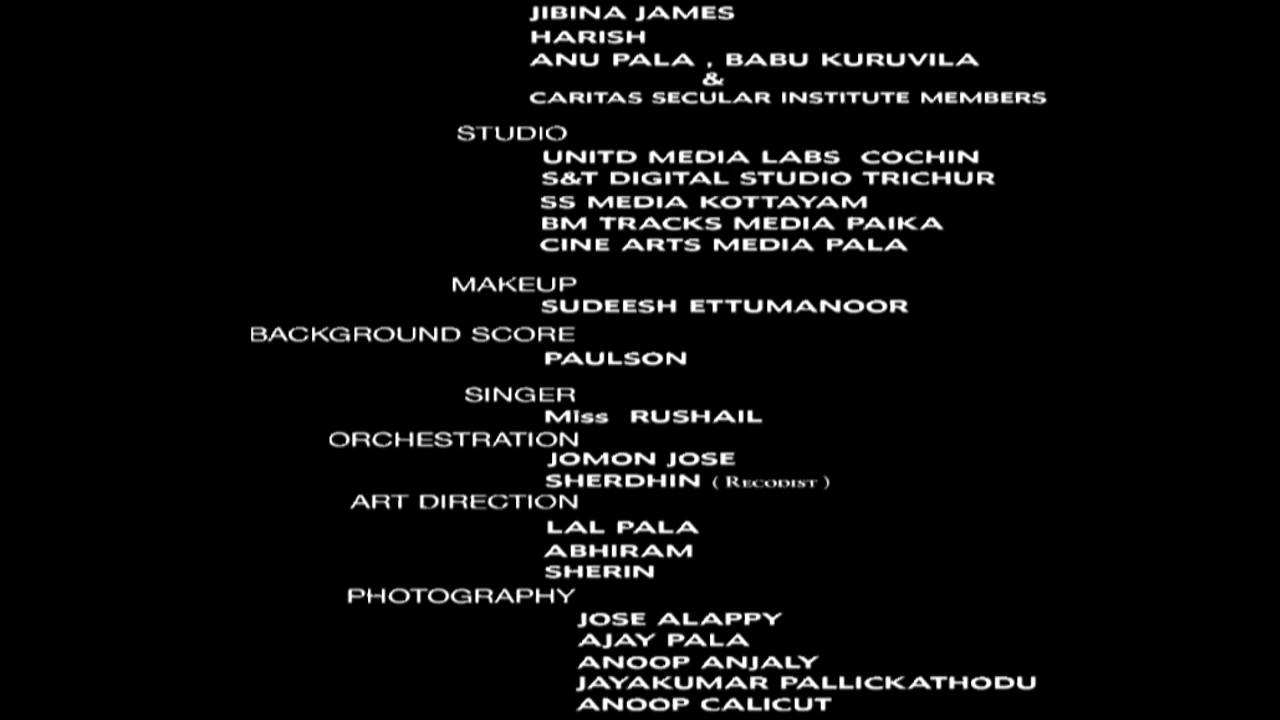 JIBINA JAMES
HARISH
ANU PALA , BABU KURUVILA
&
CARITAS SECULAR INSTITUTE MEMBERS
STUDIO
UNITD MEDIA LABS COCHIN
S&T DIGITAL STUDIO TRICHUR
SS MEDIA KOTTAYAM
BM TRACKS MEDIA PAIKA
CINE ARTS MEDIA PALA
MAKEUP
SUDEESH ETTUMANOOR
BACKGROUND SCORE
PAULSON
SINGER
Miss RUSHAIL
ORCHESTRATION
JOMON JOSE
SHERDHIN ( RECODIST )
ART DIRECTION
LAL PALA
ABHIRAM
SHERIN
PHOTOGRAPHY
JOSE ALAPPY
AJAY PALA
ANOOP ANJALY
JAYAKUMAR PALLICKATHODU
ANOOP CALICUT